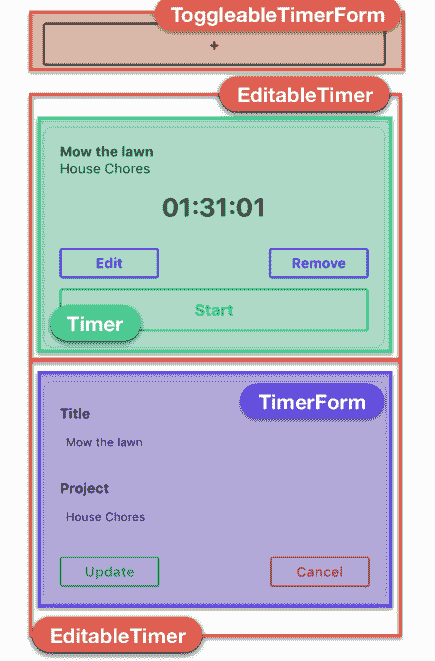 ToggleableTimerForm
+
EditableTimer
Mow the lawn
House Chores
01:31:01
Edit
Remove
Start
Timer
TimerForm
Title
Mow the lawn
Project
House Chores
Update
Cancel
EditableTimer